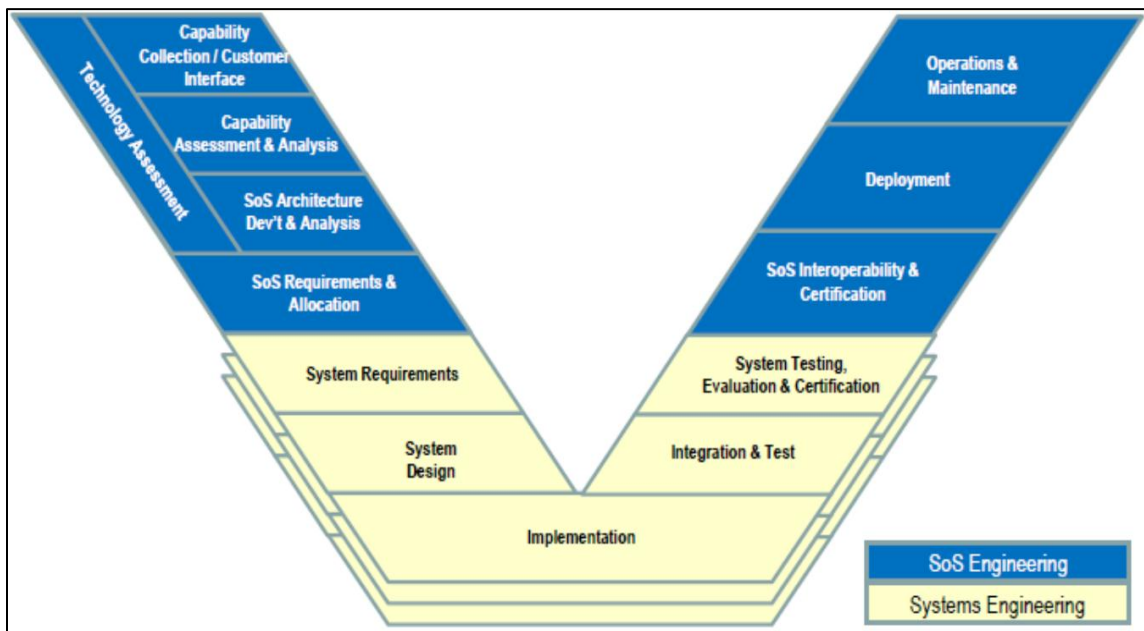 Technology Assessment
Capability
Collection / Customer
Interface
Capability
Assessment & Analysis
SoS Architecture
Dev't & Analysis
SoS Requirements &
Allocation
System Requirements
System
Design
Implementation
Integration & Test
System Testing,
Evaluation & Certification
SoS Interoperability &
Certification
Deployment
Operations &
Maintenance
SoS Engineering
Systems Engineering